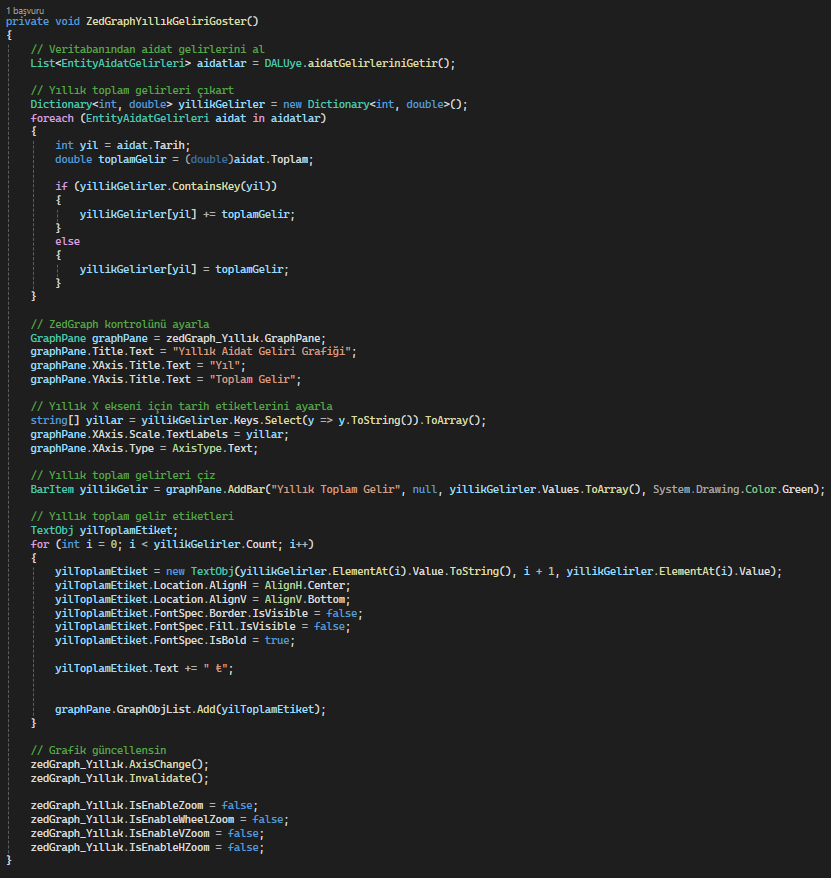 1 başvuru
private void ZedGraphYıllıkGeliriGoster()
{
// Veritabanından aidat gelirlerini al
List<EntityAidatGelirleri> aidatlar = DALUye.aidatGelirleriniGetir();
// Yıllık toplam gelirleri çıkart
Dictionary<int, double> yillikGelirler = new Dictionary<int, double>();
foreach (EntityAidatGelirleri aidat in aidatlar)
{
int yil = aidat.Tarih;
double toplamGelir = (double)aidat.Toplam;
if (yillikGelirler.ContainsKey(yil))
{
yillikGelirler[yil] += toplamGelir;
}
else
{
yillikGelirler[yil] = toplamGelir;
}
}
// ZedGraph kontrolünü ayarla
GraphPane graphPane = zedGraph_Yıllık.GraphPane;
graphPane.Title.Text = "Yıllık Aidat Geliri Grafiği";
graphPane.XAxis.Title.Text = "Yıl";
graphPane.YAxis.Title.Text = "Toplam Gelir";
// Yıllık X ekseni için tarih etiketlerini ayarla
string[] yillar = yillikGelirler.Keys.Select(y => y.ToString()).ToArray();
graphPane.XAxis.Scale.TextLabels = yillar;
graphPane.XAxis.Type = AxisType.Text;
// Yıllık toplam gelirleri çiz
BarItem yillikGelir = graphPane.AddBar("Yıllık Toplam Gelir", null, yillikGelirler.Values.ToArray(), System.Drawing.Color.Green);
// Yıllık toplam gelir etiketleri
TextObj yilToplamEtiket;
for (int i = 0; i < yillikGelirler.Count; i++)
{
yilToplamEtiket = new TextObj(yillikGelirler.ElementAt(i).Value.ToString(), i + 1, yillikGelirler.ElementAt(i).Value);
yilToplamEtiket.Location.AlignH = AlignH.Center;
yilToplamEtiket.Location.AlignV = AlignV.Bottom;
yilToplamEtiket.FontSpec.Border.IsVisible = false;
yilToplamEtiket.FontSpec.Fill.IsVisible = false;
yilToplamEtiket.FontSpec.IsBold = true;
yilToplamEtiket.Text += " ₺";
graphPane.GraphObjList.Add(yilToplamEtiket);
}
// Grafik güncellensin
zedGraph_Yıllık.AxisChange();
zedGraph_Yıllık.Invalidate();
zedGraph_Yıllık.IsEnableZoom = false;
zedGraph_Yıllık.IsEnableWheelZoom = false;
zedGraph_Yıllık.IsEnableVZoom = false;
zedGraph_Yıllık.IsEnableHZoom = false;
}